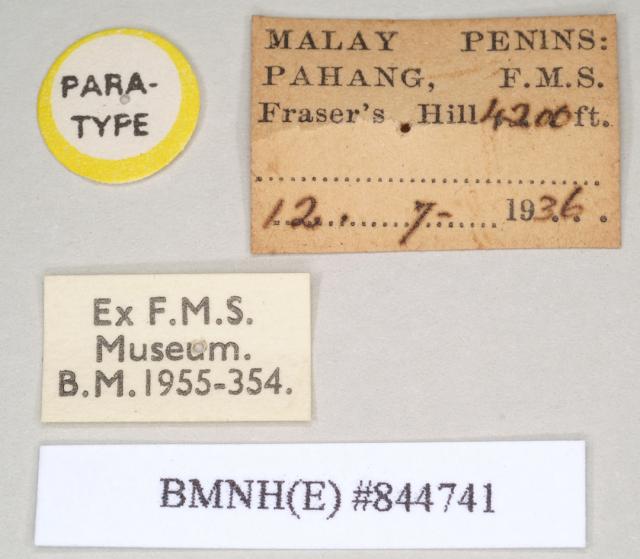 PARA-
TYPE
MALAY PENINS:
PAHANG, F.M.S.
Fraser's Hill 4200 ft.
12. 7- 1936.
Ex F.M.S.
Museum.
B.M.1955-354.
BMNH(E) #844741